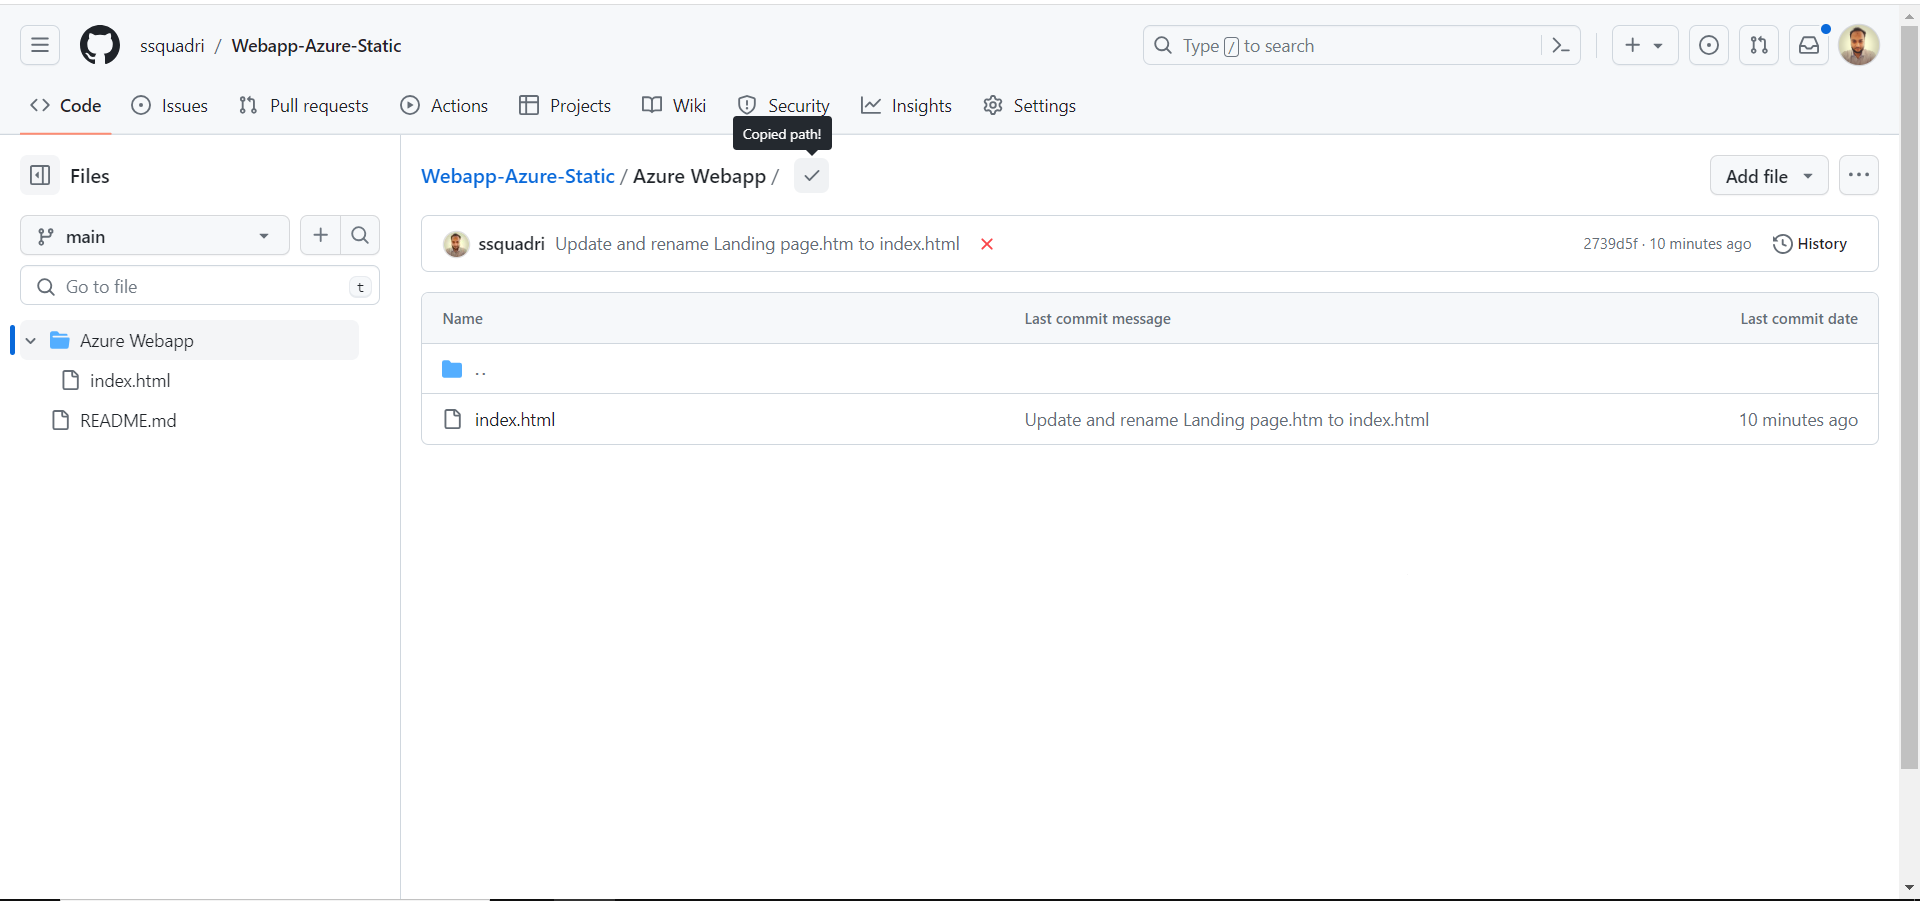 ssquadri / Webapp-Azure-Static
Type / to search
Code
Issues
Pull requests
Actions
Projects
Wiki
Security
Insights
Settings
Copied path!
Files
main
Go to file
t
Azure Webapp
index.html
README.md
Webapp-Azure-Static / Azure Webapp /
Add file
ssquadri Update and rename Landing page.htm to index.html
2739d5f · 10 minutes ago
History
Name Last commit message Last commit date
..
index.html Update and rename Landing page.htm to index.html 10 minutes ago